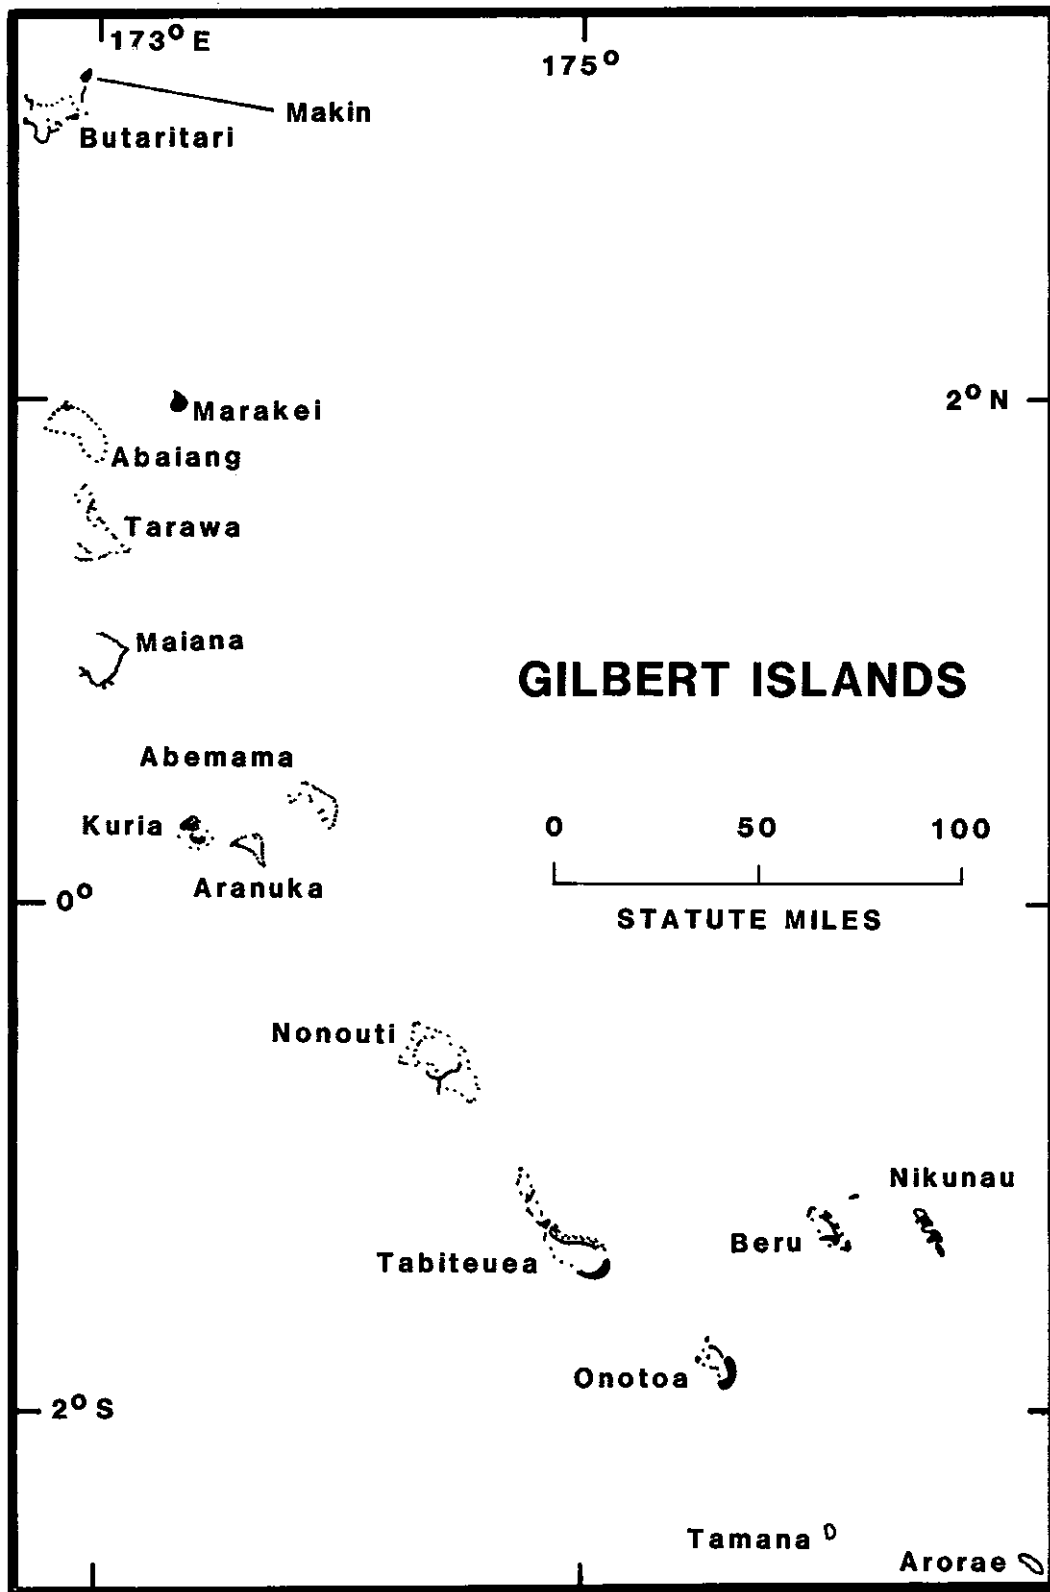 173° E
175°
Makin
Butaritari
Marakei
2° N
Abaiang
Tarawa
Maiana
GILBERT ISLANDS
Abemama
Kuria
0 50 100
Aranuka
0°
STATUTE MILES
Nonouti
Nikunau
Beru
Tabiteuea
Onotoa
2° S
Tamana
Arorae